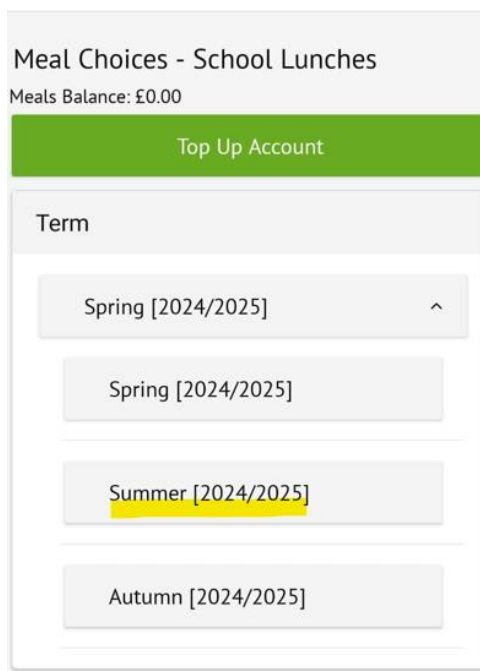 Meal Choices - School Lunches
Meals Balance: £0.00
Top Up Account
Term
Spring [2024/2025]
Spring [2024/2025]
Summer [2024/2025]
Autumn [2024/2025]